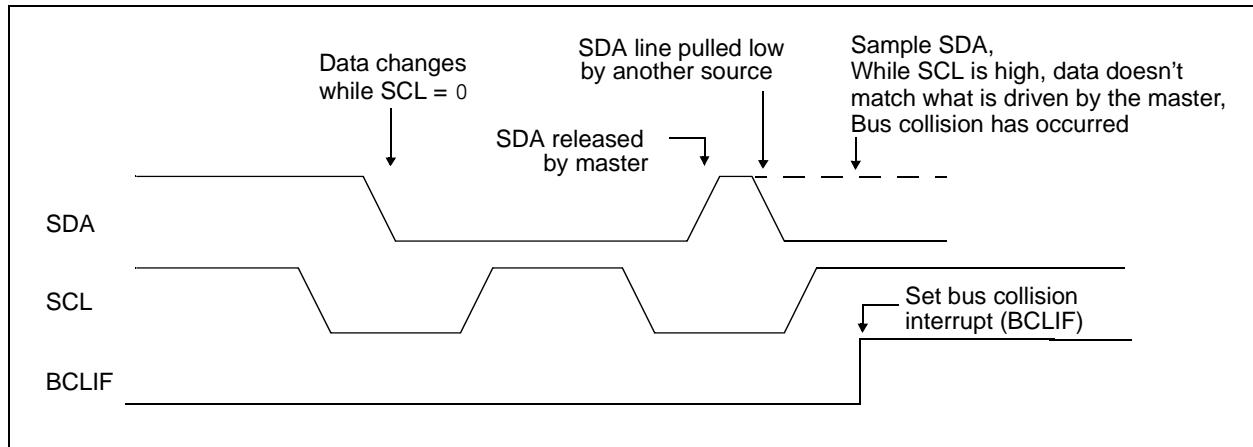 Data changes
while SCL = 0
SDA line pulled low
by another source
SDA released
by master
Sample SDA,
While SCL is high, data doesn't
match what is driven by the master,
Bus collision has occurred
SDA
SCL
Set bus collision
interrupt (BCLIF)
BCLIF